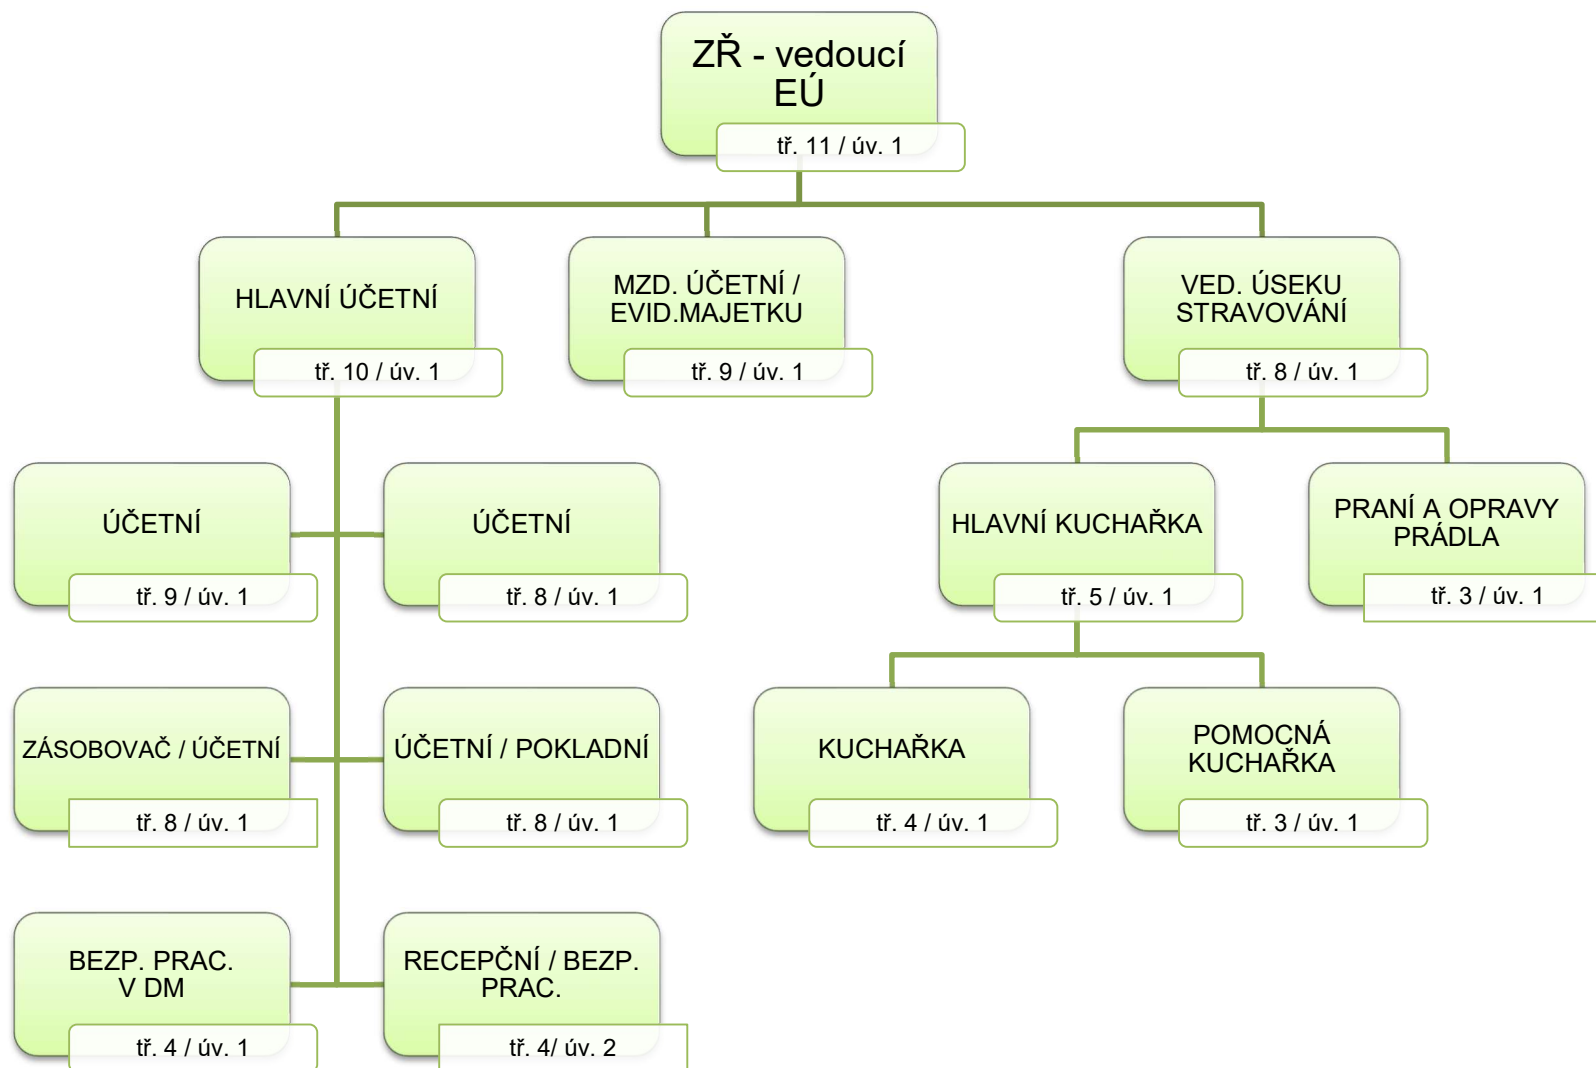 ZŘ - vedoucí
EÚ
tř. 11 / úv. 1
HLAVNÍ ÚČETNÍ
tř. 10 / úv. 1
MZD. ÚČETNÍ /
EVID.MAJETKU
tř. 9 / úv. 1
VED. ÚSEKU
STRAVOVÁNÍ
tř. 8 / úv. 1
ÚČETNÍ
tř. 9 / úv. 1
ÚČETNÍ
tř. 8 / úv. 1
HLAVNÍ KUCHAŘKA
tř. 5 / úv. 1
PRANÍ A OPRAVY
PRÁDLA
tř. 3 / úv. 1
ZÁSOBOVAČ / ÚČETNÍ
tř. 8 / úv. 1
ÚČETNÍ / POKLADNÍ
tř. 8 / úv. 1
KUCHAŘKA
tř. 4 / úv. 1
POMOCNÁ
KUCHAŘKA
tř. 3 / úv. 1
BEZP. PRAC.
V DM
tř. 4 / úv. 1
RECEPČNÍ / BEZP.
PRAC.
tř. 4/ úv. 2